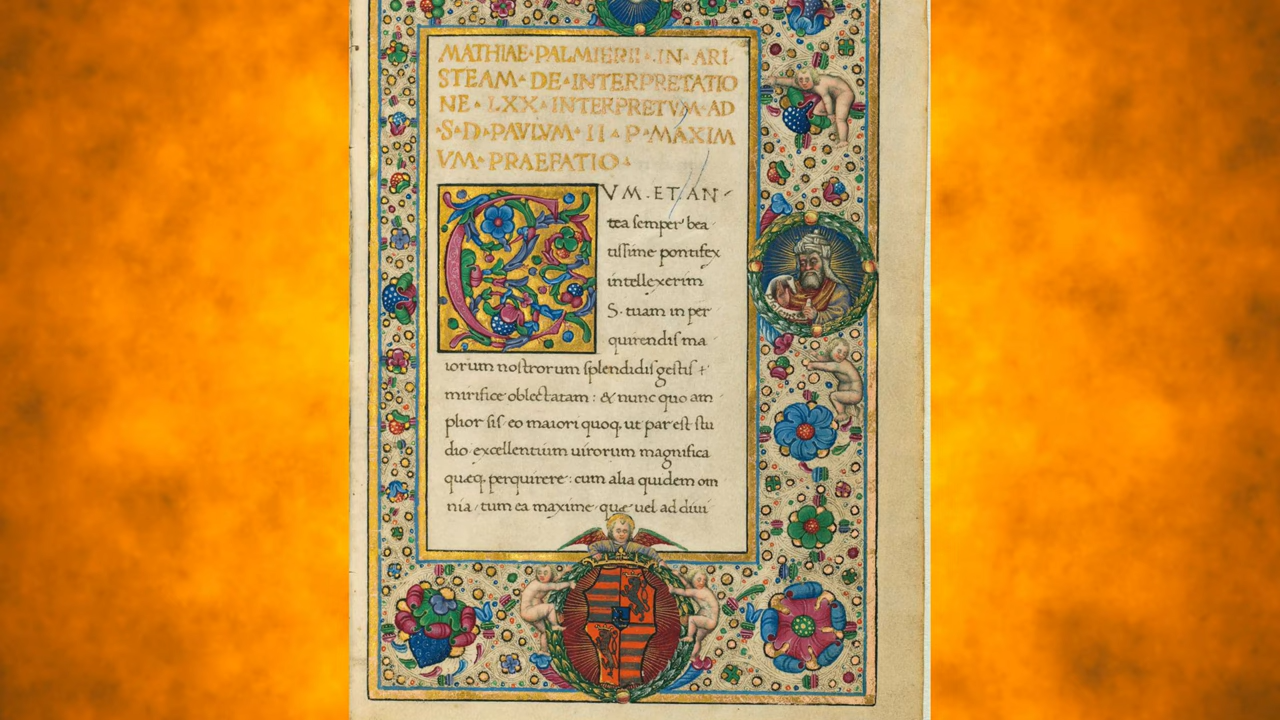 MATHIAE·PALMIERII·IN·ARI
STEAM·DE·INTERPRETATIO
NE·LXX·INTERPRETVM·AD
·S·D·PAVLVM·II·P·MAXIM
VM·PRAEFATIO·
CVM·ET·AN
tea semper bea
tissime pontifex
intellexerim
S· tuam in per
quirendis ma
iorum nostrorum splendidis gestis +
mirifice oblectatam: & nunc quo am
plior sis eo maiori quoq. ut par est stu
dio excellentium uirorum magnifica
quæq. perquirere: cum alia quidem om
nia / tum ea maxime quæ uel ad diui